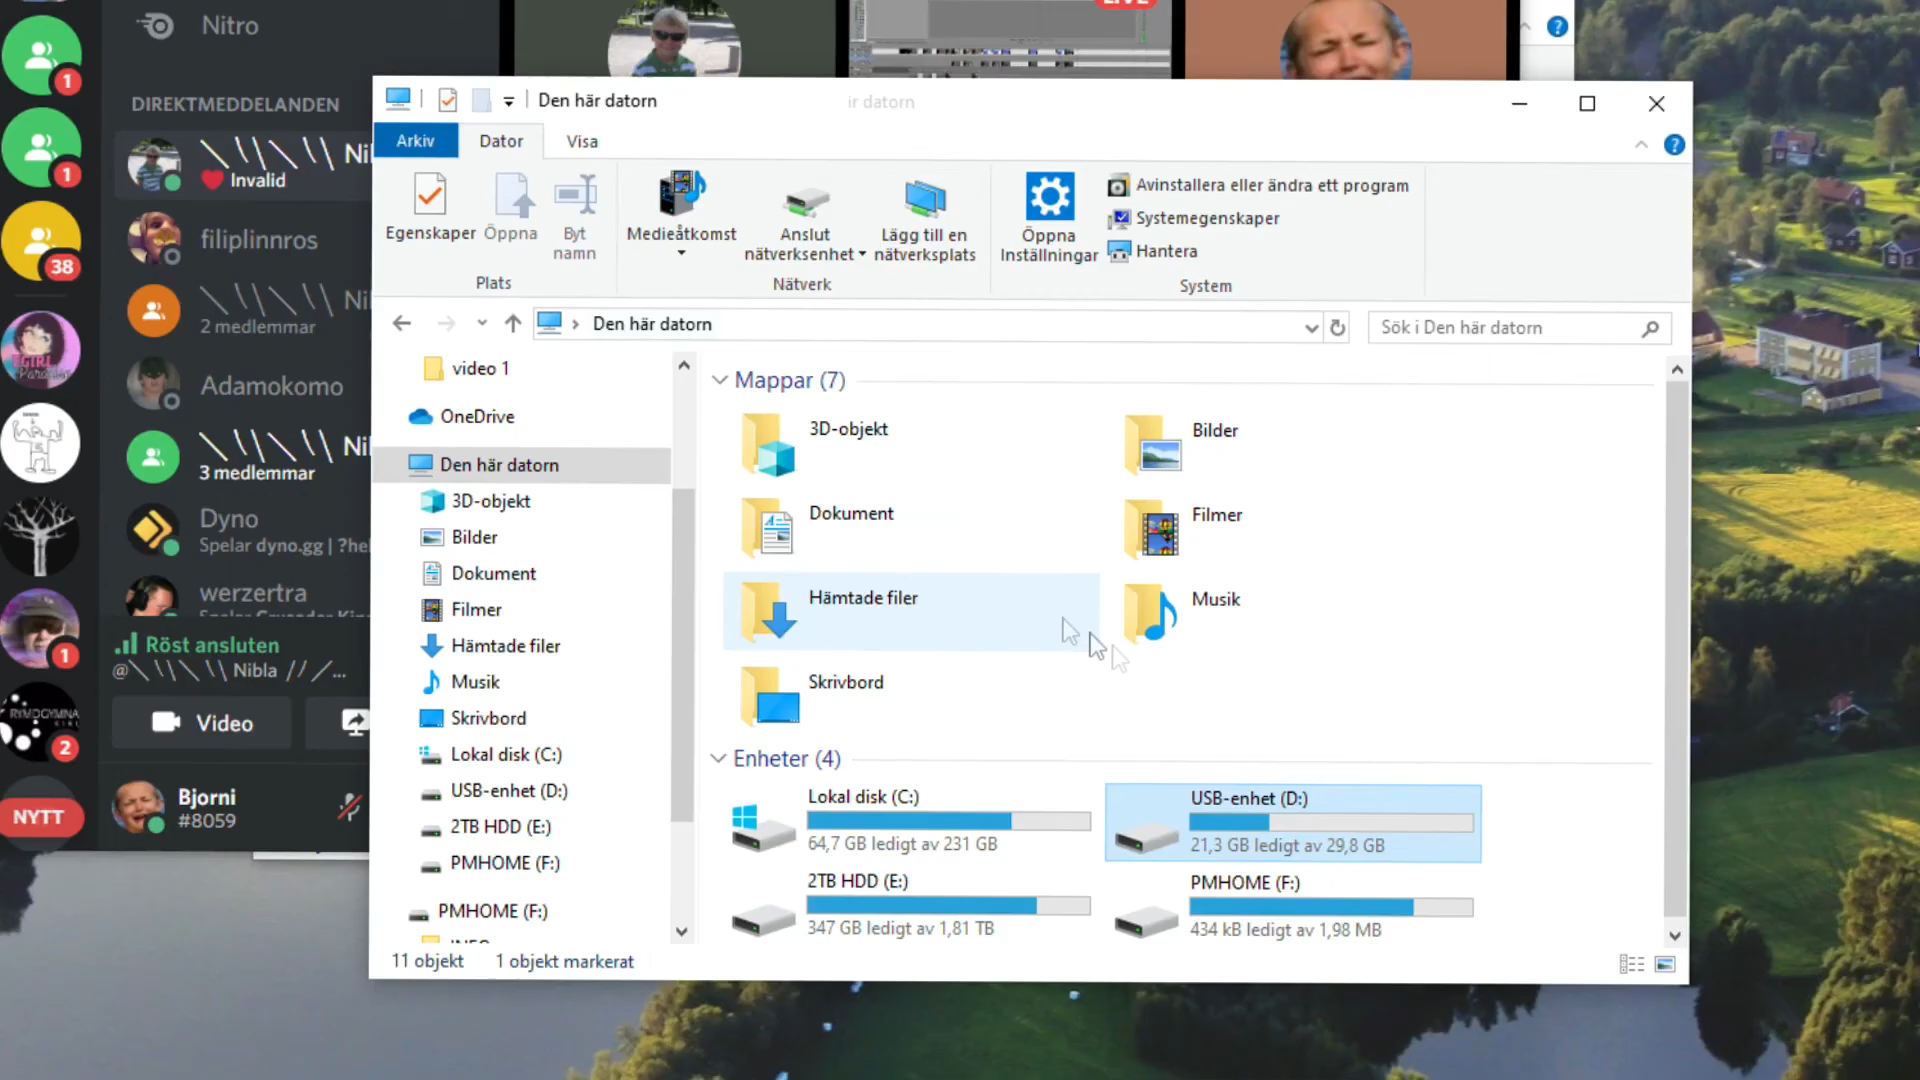 Nitro
LIVE
DIREKTMEDDELANDEN
Invalid
filiplinnros
2 medlemmar
Adamokomo
3 medlemmar
Dyno
Spelar dyno.gg | ?hel
werzertra
Röst ansluten
@\\\\\ Nibla ///...
Video
Bjorni
#8059
1
1
38
1
RYMDGYMNA
2
NYTT
Den här datorn
ir datorn
Arkiv
Dator
Visa
Egenskaper
Öppna
Byt namn
Plats
Medieåtkomst
Anslut nätverksenhet
Lägg till en nätverksplats
Nätverk
Öppna Inställningar
Avinstallera eller ändra ett program
Systemegenskaper
Hantera
System
Den här datorn
Sök i Den här datorn
video 1
OneDrive
Den här datorn
3D-objekt
Bilder
Dokument
Filmer
Hämtade filer
Musik
Skrivbord
Lokal disk (C:)
USB-enhet (D:)
2TB HDD (E:)
PMHOME (F:)
PMHOME (F:)
Mappar (7)
3D-objekt
Bilder
Dokument
Filmer
Hämtade filer
Musik
Skrivbord
Enheter (4)
Lokal disk (C:)
64,7 GB ledigt av 231 GB
USB-enhet (D:)
21,3 GB ledigt av 29,8 GB
2TB HDD (E:)
347 GB ledigt av 1,81 TB
PMHOME (F:)
434 kB ledigt av 1,98 MB
11 objekt
1 objekt markerat